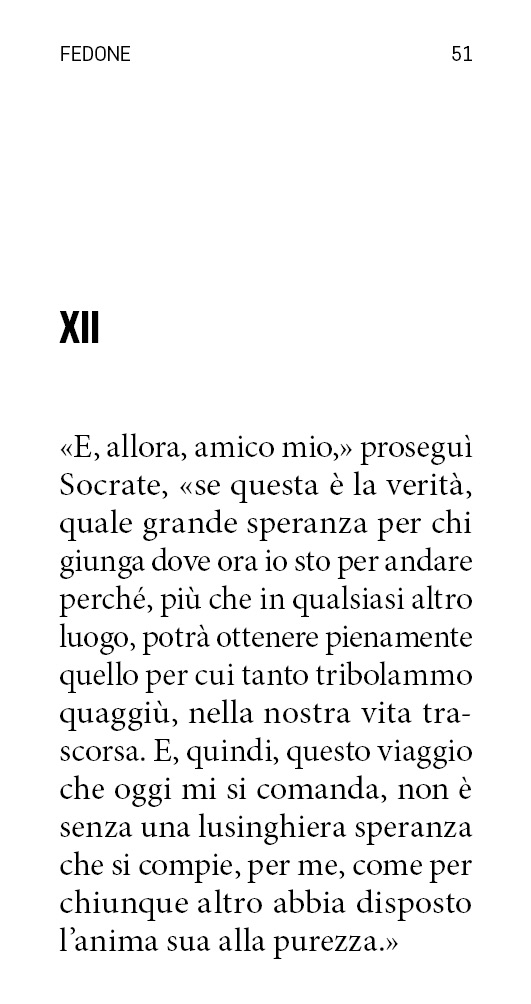 FEDONE 51
XII
«E, allora, amico mio,» proseguì
Socrate, «se questa è la verità,
quale grande speranza per chi
giunga dove ora io sto per andare
perché, più che in qualsiasi altro
luogo, potrà ottenere pienamente
quello per cui tanto tribolammo
quaggiù, nella nostra vita tra-
scorsa. E, quindi, questo viaggio
che oggi mi si comanda, non è
senza una lusinghiera speranza
che si compie, per me, come per
chiunque altro abbia disposto
l’anima sua alla purezza.»